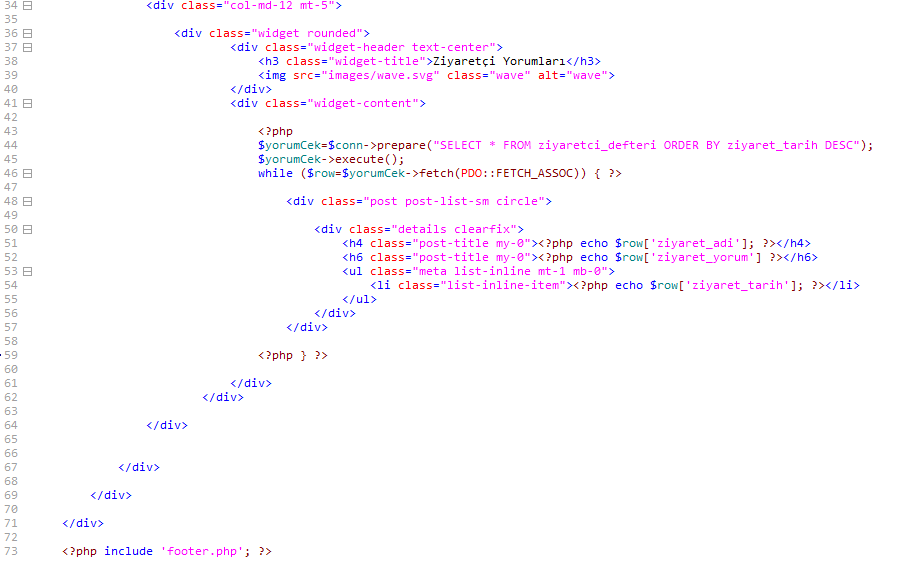 34 <div class="col-md-12 mt-5">
35
36 <div class="widget rounded">
37 <div class="widget-header text-center">
38 <h3 class="widget-title">Ziyaretçi Yorumları</h3>
39 <img src="images/wave.svg" class="wave" alt="wave">
40 </div>
41 <div class="widget-content">
42
43 <?php
44 $yorumCek=$conn->prepare("SELECT * FROM ziyaretci_defteri ORDER BY ziyaret_tarih DESC");
45 $yorumCek->execute();
46 while ($row=$yorumCek->fetch(PDO::FETCH_ASSOC)) { ?>
47
48 <div class="post post-list-sm circle">
49
50 <div class="details clearfix">
51 <h4 class="post-title my-0"><?php echo $row['ziyaret_adi']; ?></h4>
52 <h6 class="post-title my-0"><?php echo $row['ziyaret_yorum'] ?></h6>
53 <ul class="meta list-inline mt-1 mb-0">
54 <li class="list-inline-item"><?php echo $row['ziyaret_tarih']; ?></li>
55 </ul>
56 </div>
57 </div>
58
59 <?php } ?>
60
61 </div>
62 </div>
63
64 </div>
65
66
67 </div>
68
69 </div>
70
71 </div>
72
73 <?php include 'footer.php'; ?>